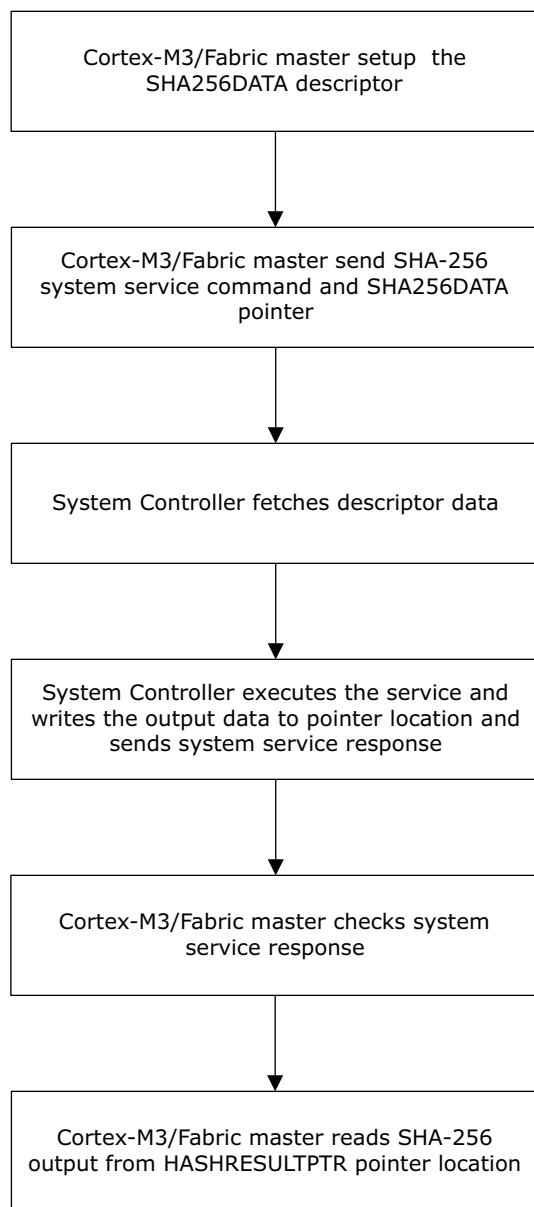 Cortex-M3/Fabric master setup the
SHA256DATA descriptor
Cortex-M3/Fabric master send SHA-256
system service command and SHA256DATA
pointer
System Controller fetches descriptor data
System Controller executes the service and
writes the output data to pointer location and
sends system service response
Cortex-M3/Fabric master checks system
service response
Cortex-M3/Fabric master reads SHA-256
output from HASHRESULTPTR pointer location